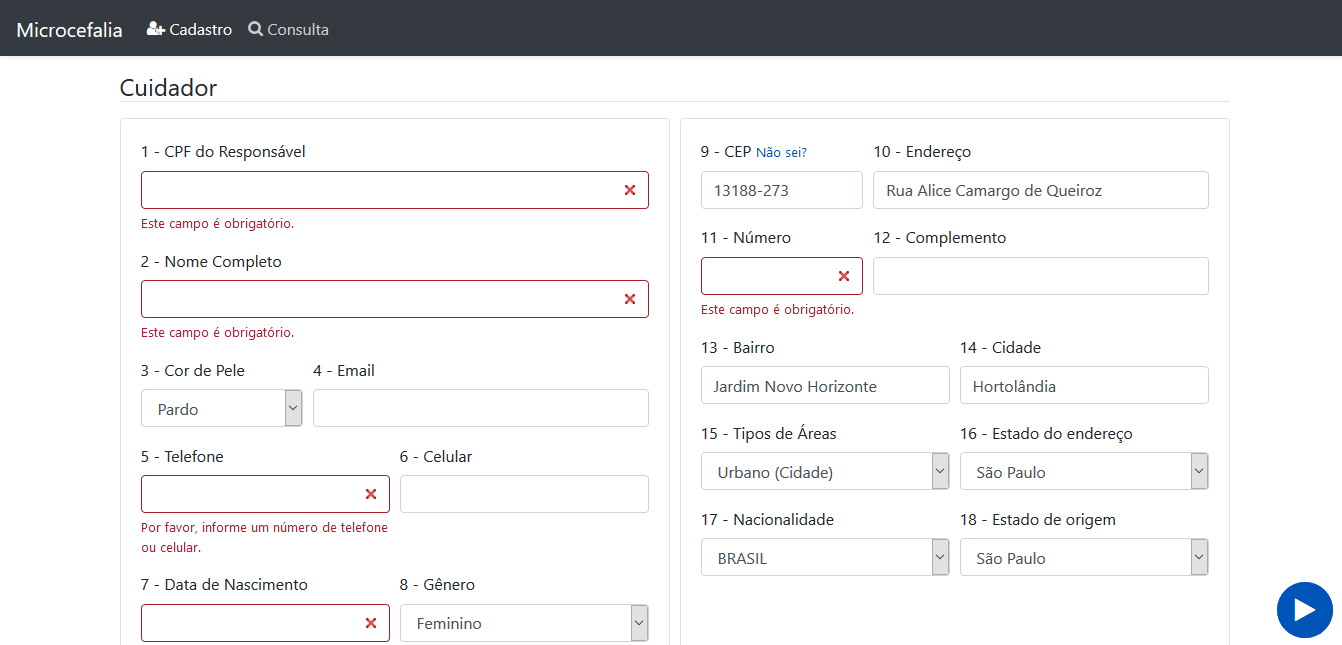 Microcefalia Cadastro Consulta
Cuidador
1 - CPF do Responsável
Este campo é obrigatório.
2 - Nome Completo
Este campo é obrigatório.
3 - Cor de Pele 4 - Email
Pardo
5 - Telefone 6 - Celular
Por favor, informe um número de telefone
ou celular.
7 - Data de Nascimento 8 - Gênero
Feminino
9 - CEP Não sei? 10 - Endereço
13188-273 Rua Alice Camargo de Queiroz
11 - Número 12 - Complemento
Este campo é obrigatório.
13 - Bairro 14 - Cidade
Jardim Novo Horizonte Hortolândia
15 - Tipos de Áreas 16 - Estado do endereço
Urbano (Cidade) São Paulo
17 - Nacionalidade 18 - Estado de origem
BRASIL São Paulo